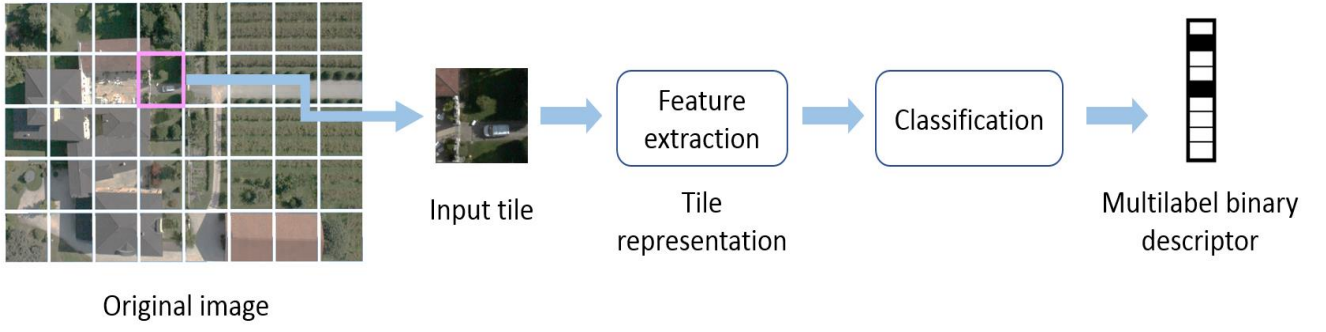 Feature
extraction
Classification
Input tile
Tile
representation
Multilabel binary
descriptor
Original image